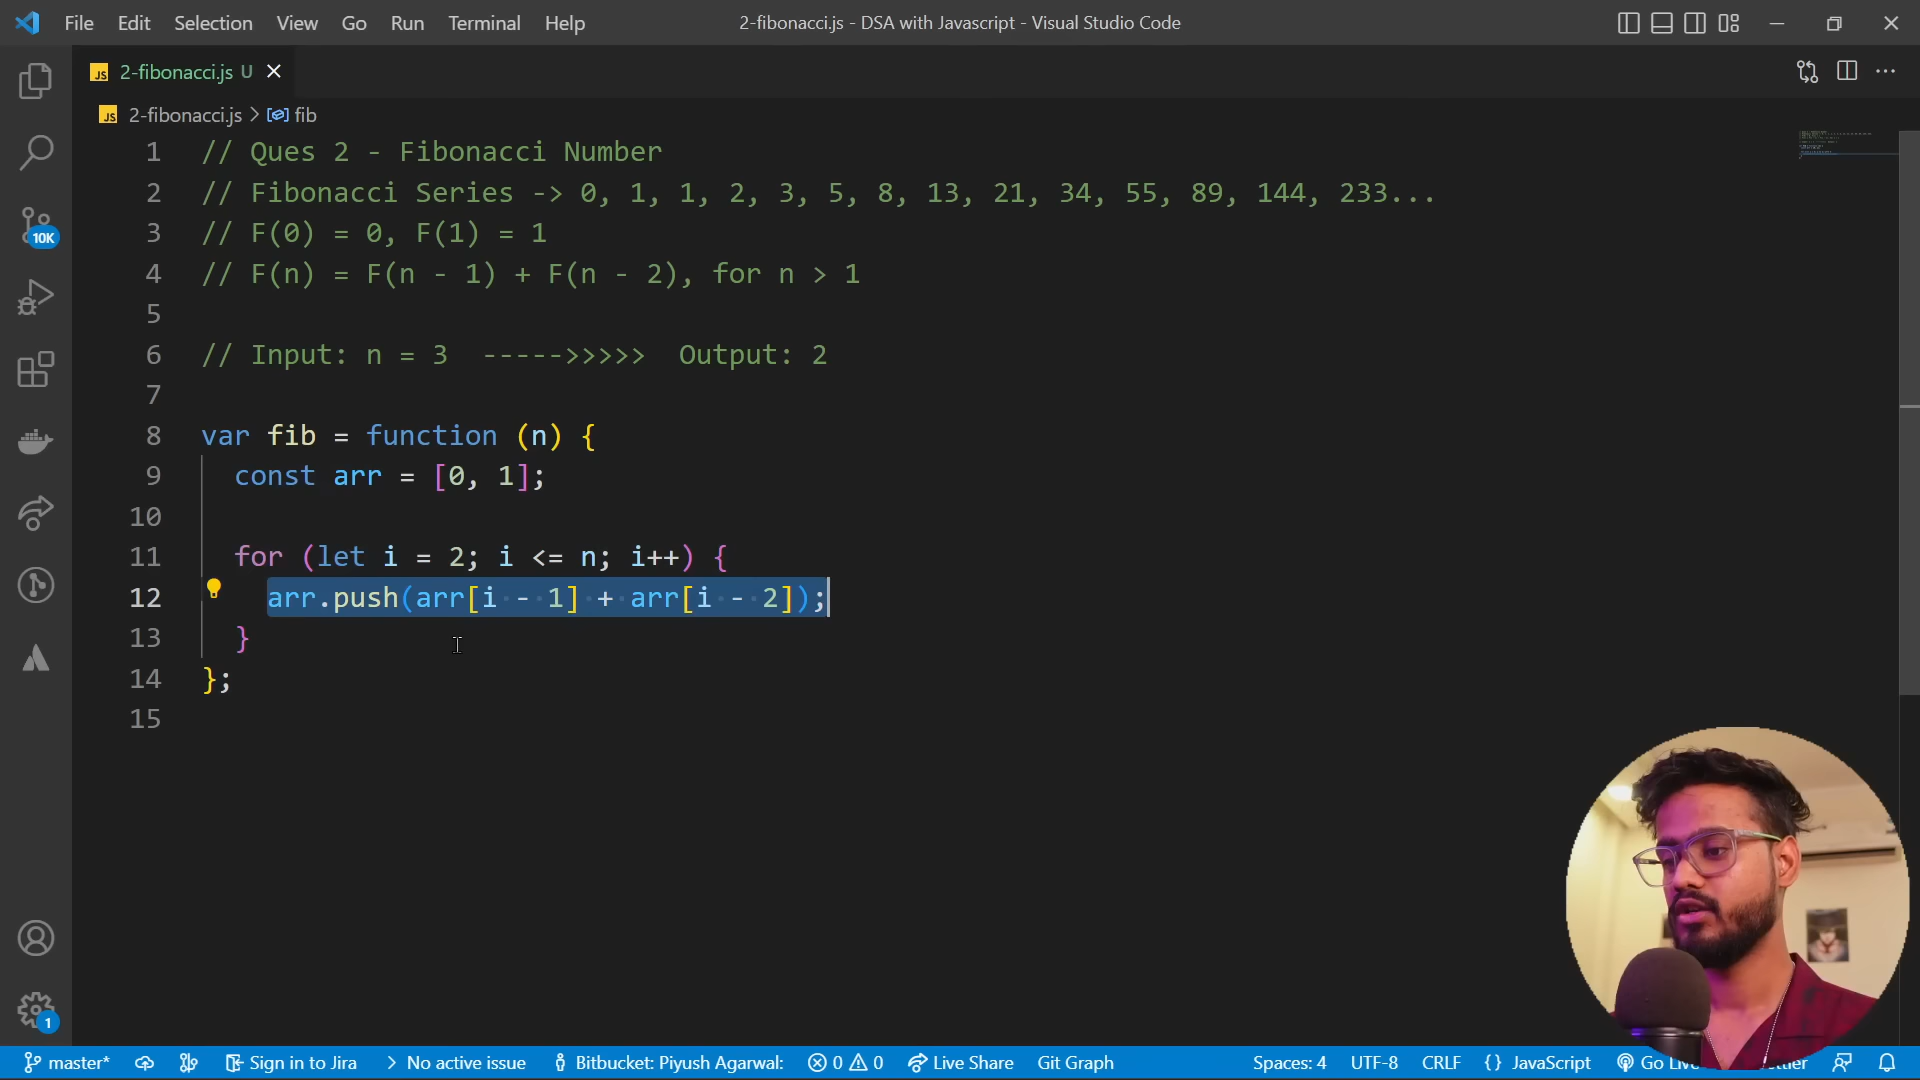 File Edit Selection View Go Run Terminal Help
2-fibonacci.js - DSA with Javascript - Visual Studio Code
JS 2-fibonacci.js U
JS 2-fibonacci.js > fib
1 // Ques 2 - Fibonacci Number
2 // Fibonacci Series -> 0, 1, 1, 2, 3, 5, 8, 13, 21, 34, 55, 89, 144, 233...
3 // F(0) = 0, F(1) = 1
4 // F(n) = F(n - 1) + F(n - 2), for n > 1
5
6 // Input: n = 3 ----->>>>> Output: 2
7
8 var fib = function (n) {
9 const arr = [0, 1];
10
11 for (let i = 2; i <= n; i++) {
12 arr.push(arr[i - 1] + arr[i - 2]);
13 }
14 };
15
10K
1
master* Sign in to Jira No active issue Bitbucket: Piyush Agarwal: 0 0 Live Share Git Graph Spaces: 4 UTF-8 CRLF {} JavaScript Go